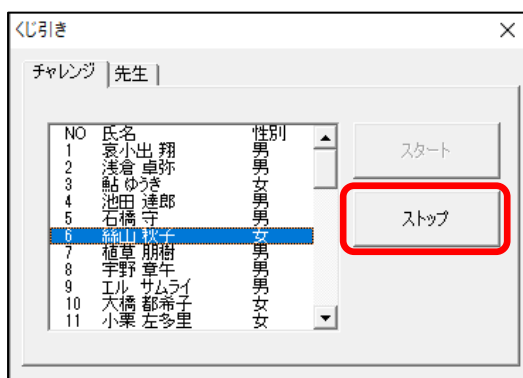 くじ引き
チャレンジ 先生
NO 氏名 性別
1 哀小出 翔 男
2 浅倉 卓弥 男
3 鮎 ゆうき 女
4 池田 達郎 男
5 石橋 守 男
6 絲山 秋子 女
7 植草 朋樹 男
8 宇野 章午 男
9 エル サムライ 男
10 大橋 都希子 女
11 小栗 左多里 女
スタート
ストップ